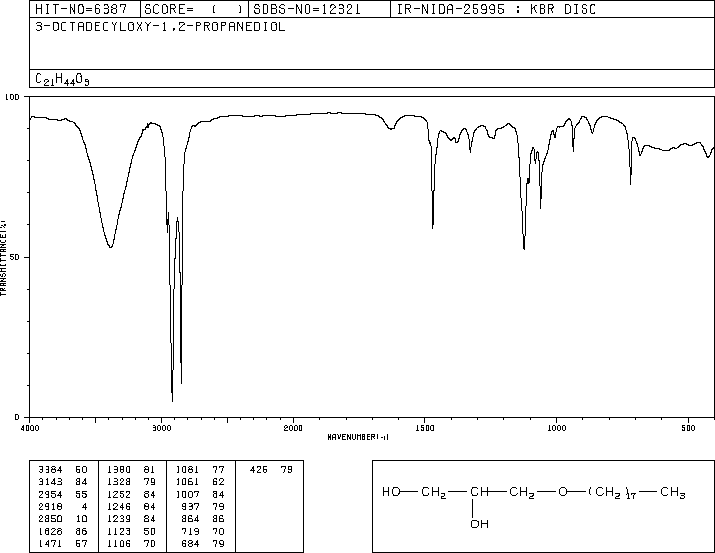 HIT-NO=6387 SCORE= ( ) SDBS-NO=12321 IR-NIDA-25995 : KBR DISC
3-OCTADECYLOXY-1,2-PROPANEDIOL
C21H44O3
100
50
0
TRANSMITTANCE(%)
4000 3000 2000 1500 1000 500
WAVENUMBER(-1)
3384 60 1380 81 1081 77 426 79
3143 84 1328 79 1061 62
2954 55 1252 84 1007 84
2918 4 1246 84 937 79
2850 10 1239 84 864 86
1628 86 1123 50 719 70
1471 57 1106 70 684 79
HO—CH2—CH—CH2—O—(CH2)17—CH3
OH